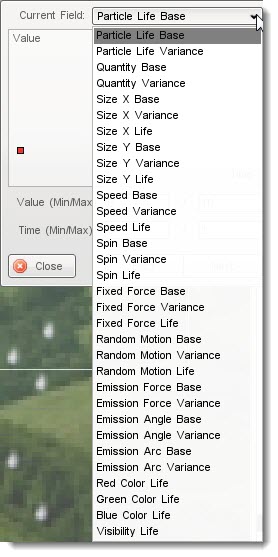 Current Field: Particle Life Base
Value
Particle Life Base
Particle Life Variance
Quantity Base
Quantity Variance
Size X Base
Size X Variance
Size X Life
Size Y Base
Size Y Variance
Size Y Life
Speed Base
Speed Variance
Speed Life
Spin Base
Spin Variance
Spin Life
Fixed Force Base
Fixed Force Variance
Fixed Force Life
Random Motion Base
Random Motion Variance
Random Motion Life
Emission Force Base
Emission Force Variance
Emission Angle Base
Emission Angle Variance
Emission Arc Base
Emission Arc Variance
Red Color Life
Green Color Life
Blue Color Life
Visibility Life
Value (Min/Max
Time (Min/Max)
Close